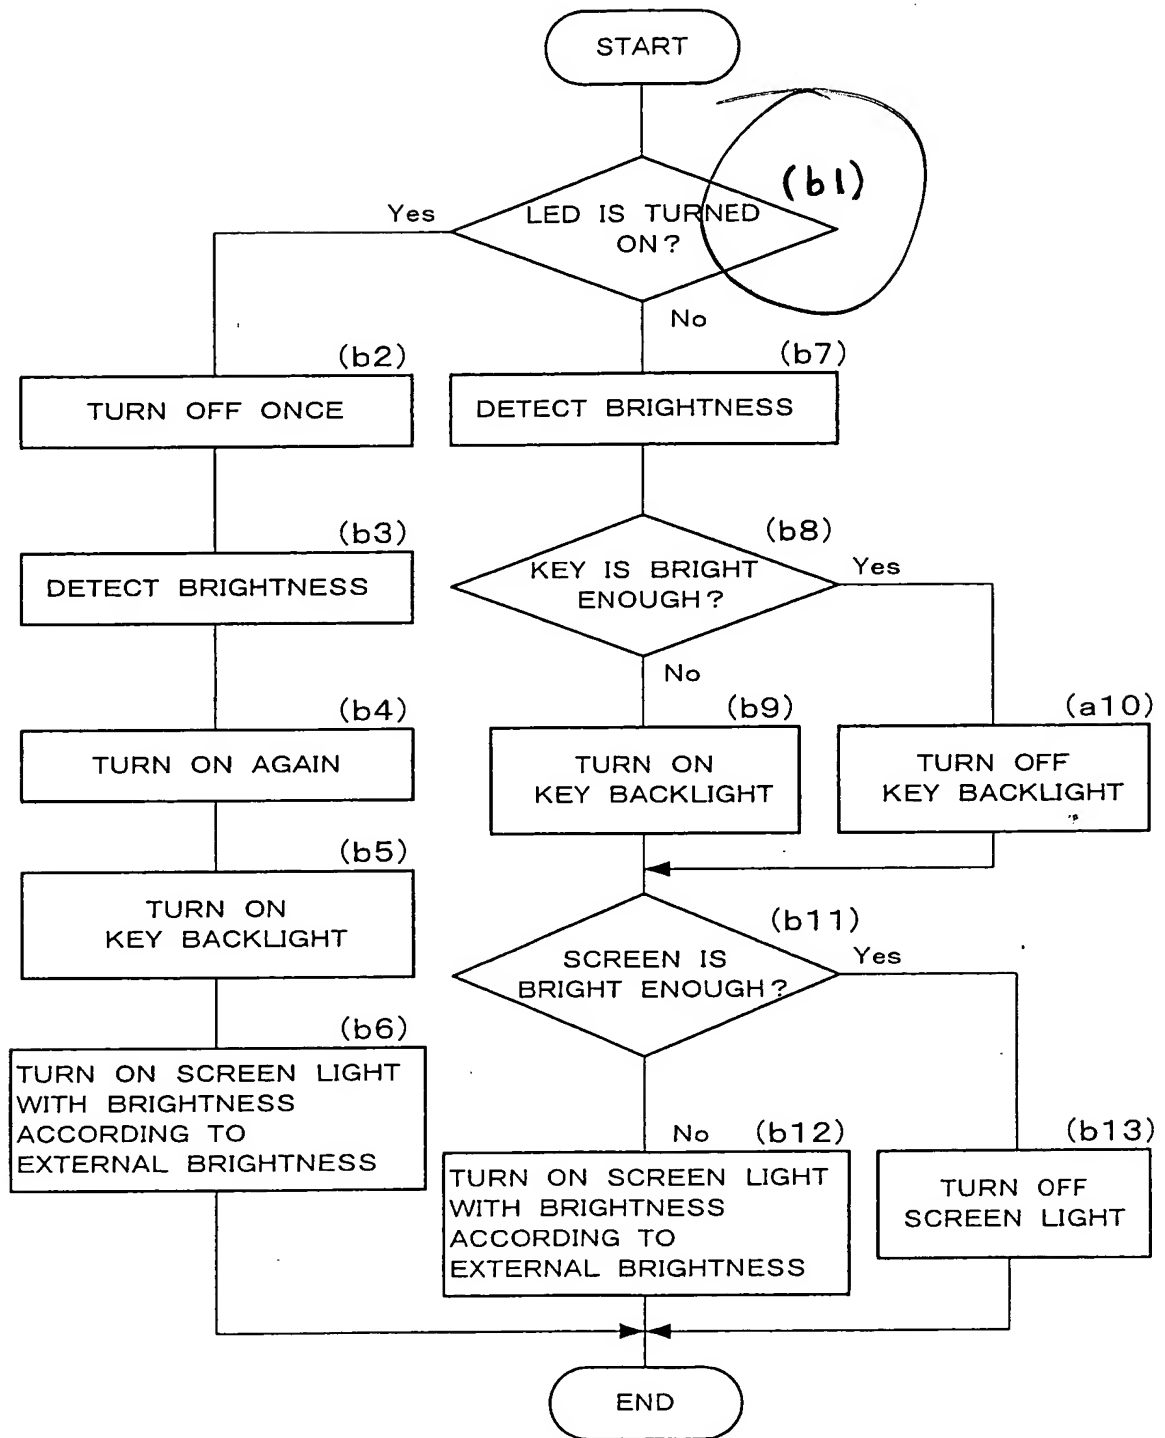 START
(b1)
LED IS TURNED
ON?
Yes
No
(b2)
TURN OFF ONCE
(b7)
DETECT BRIGHTNESS
(b3)
DETECT BRIGHTNESS
(b8)
KEY IS BRIGHT
ENOUGH?
Yes
No
(b4)
TURN ON AGAIN
(b9)
TURN ON
KEY BACKLIGHT
(a10)
TURN OFF
KEY BACKLIGHT
(b5)
TURN ON
KEY BACKLIGHT
(b11)
SCREEN IS
BRIGHT ENOUGH?
Yes
No
(b6)
TURN ON SCREEN LIGHT
WITH BRIGHTNESS
ACCORDING TO
EXTERNAL BRIGHTNESS
(b12)
TURN ON SCREEN LIGHT
WITH BRIGHTNESS
ACCORDING TO
EXTERNAL BRIGHTNESS
(b13)
TURN OFF
SCREEN LIGHT
END